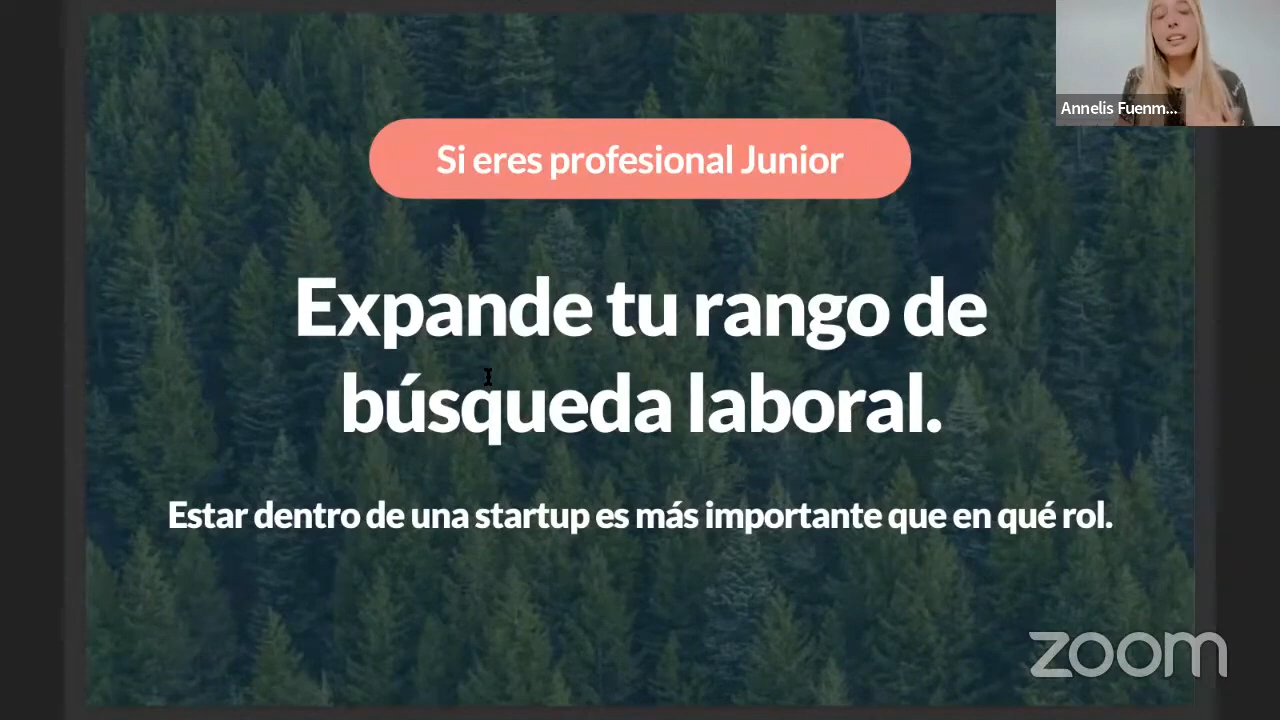 Annelis Fuenm...
Si eres profesional Junior
Expande tu rango de
búsqueda laboral.
Estar dentro de una startup es más importante que en qué rol.
zoom